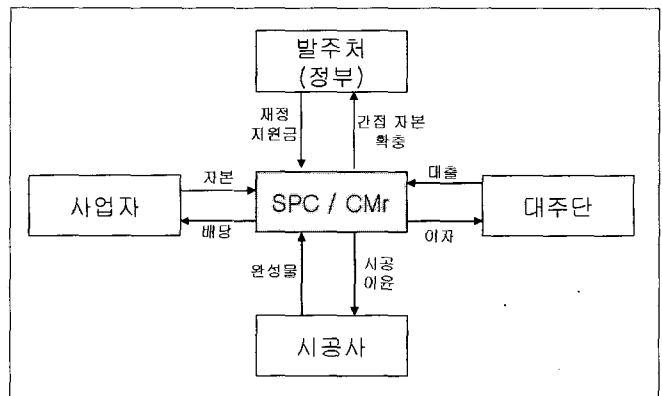 발주처
(정부)
재정
지원금
간접 자본
확충
자본
대출
사업자
SPC / CMr
대주단
배당
이자
완성물
시공
이윤
시공사